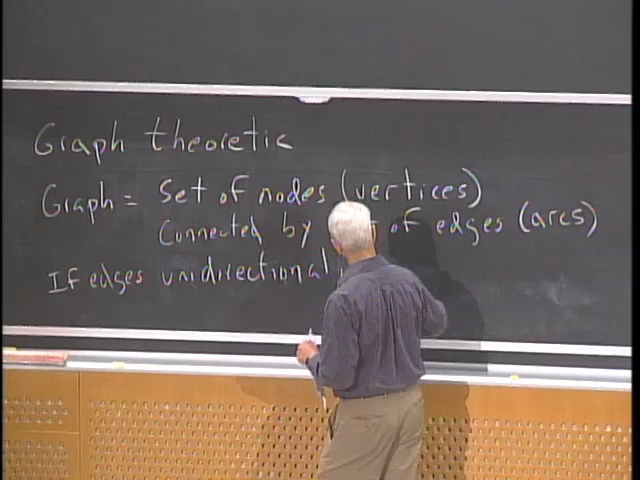 Graph theoretic
Graph = Set of nodes (vertices)
Connected by of edges (arcs)
If edges unidirectional,